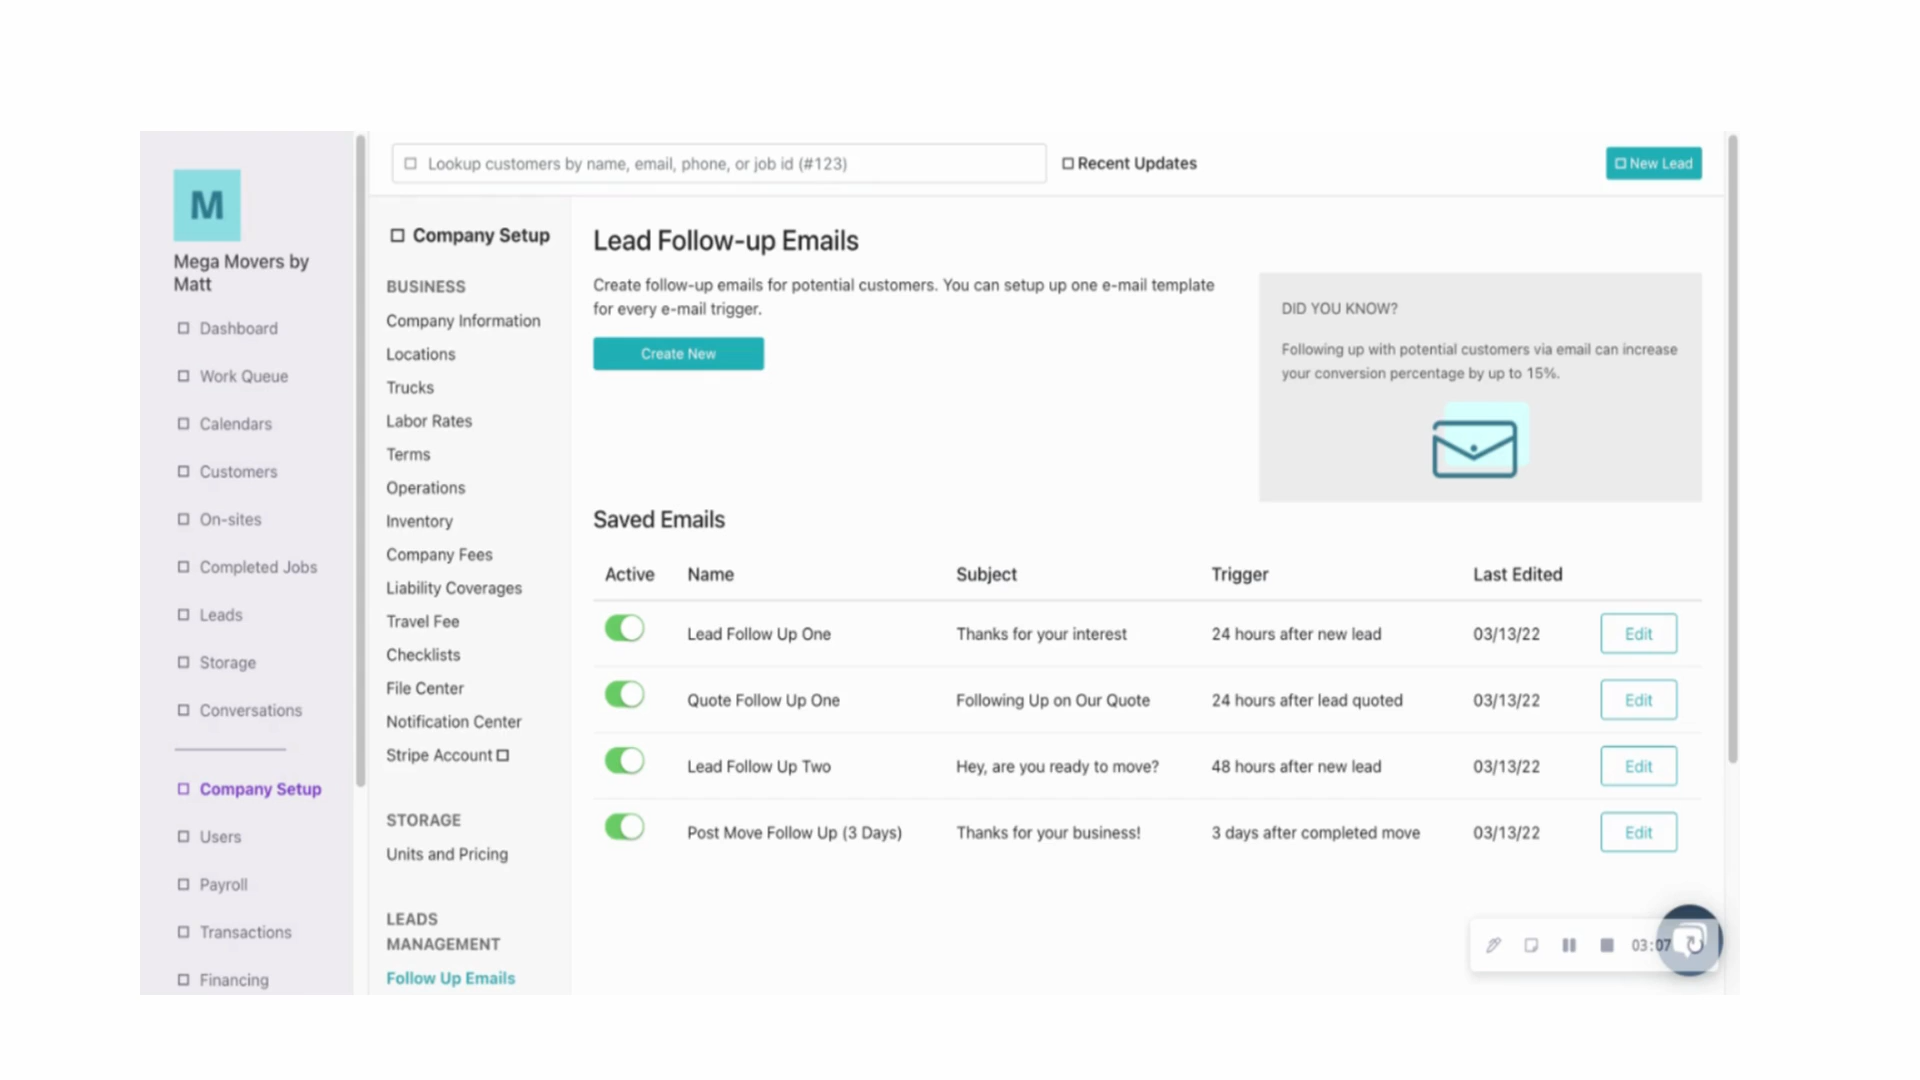 M
Mega Movers by
Matt
Dashboard
Work Queue
Calendars
Customers
On-sites
Completed Jobs
Leads
Storage
Conversations
Company Setup
Users
Payroll
Transactions
Financing
Lookup customers by name, email, phone, or job id (#123)
Recent Updates
New Lead
Company Setup
BUSINESS
Company Information
Locations
Trucks
Labor Rates
Terms
Operations
Inventory
Company Fees
Liability Coverages
Travel Fee
Checklists
File Center
Notification Center
Stripe Account
STORAGE
Units and Pricing
LEADS
MANAGEMENT
Follow Up Emails
Lead Follow-up Emails
Create follow-up emails for potential customers. You can setup up one e-mail template
for every e-mail trigger.
Create New
DID YOU KNOW?
Following up with potential customers via email can increase
your conversion percentage by up to 15%.
Saved Emails
Active Name Subject Trigger Last Edited
Lead Follow Up One Thanks for your interest 24 hours after new lead 03/13/22 Edit
Quote Follow Up One Following Up on Our Quote 24 hours after lead quoted 03/13/22 Edit
Lead Follow Up Two Hey, are you ready to move? 48 hours after new lead 03/13/22 Edit
Post Move Follow Up (3 Days) Thanks for your business! 3 days after completed move 03/13/22 Edit
03:07